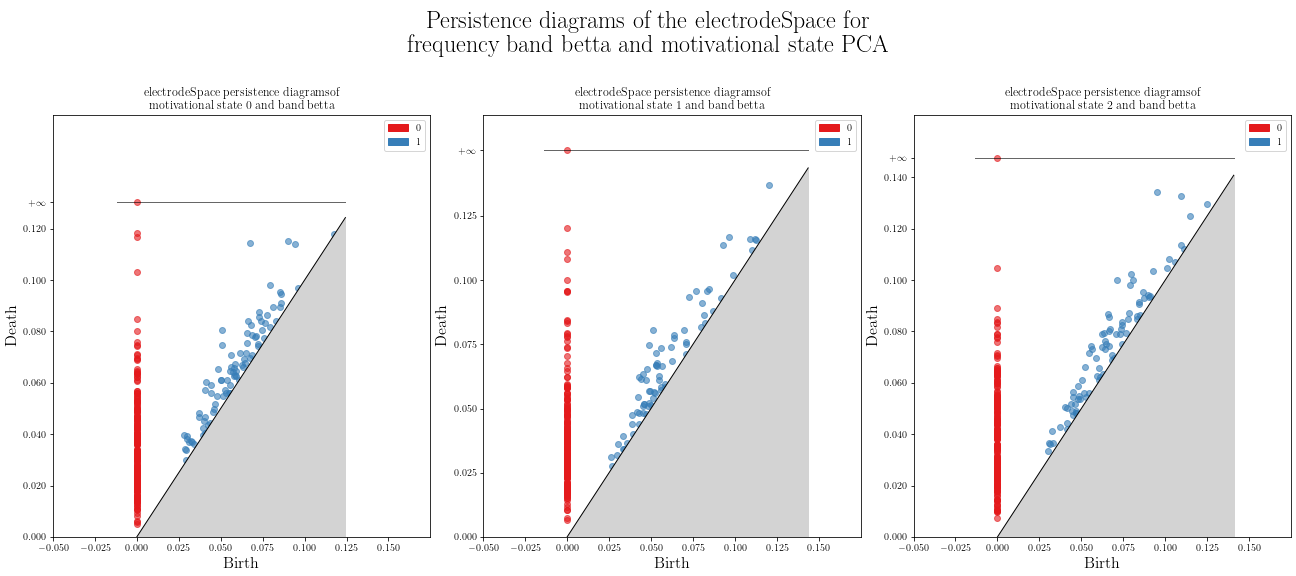 Persistence diagrams of the electrodeSpace for
frequency band betta and motivational state PCA
electrodeSpace persistence diagramsof
motivational state 0 and band betta
0
1
+∞
0.120
0.100
0.080
0.060
0.040
0.020
0.000
Death
−0.050 −0.025 0.000 0.025 0.050 0.075 0.100 0.125 0.150
Birth
electrodeSpace persistence diagramsof
motivational state 1 and band betta
0
1
+∞
0.125
0.100
0.075
0.050
0.025
0.000
Death
−0.050 −0.025 0.000 0.025 0.050 0.075 0.100 0.125 0.150
Birth
electrodeSpace persistence diagramsof
motivational state 2 and band betta
0
1
+∞
0.140
0.120
0.100
0.080
0.060
0.040
0.020
0.000
Death
−0.050 −0.025 0.000 0.025 0.050 0.075 0.100 0.125 0.150
Birth